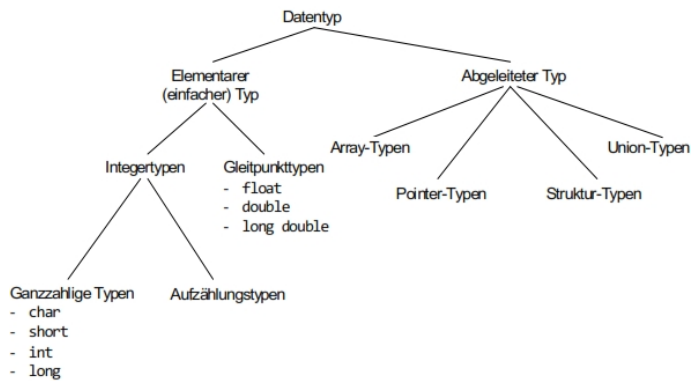 Datentyp
Elementarer
(einfacher) Typ
Abgeleiteter Typ
Array-Typen
Union-Typen
Integertypen
Gleitpunkttypen
- float
- double
- long double
Pointer-Typen
Struktur-Typen
Ganzzahlige Typen
- char
- short
- int
- long
Aufzählungstypen